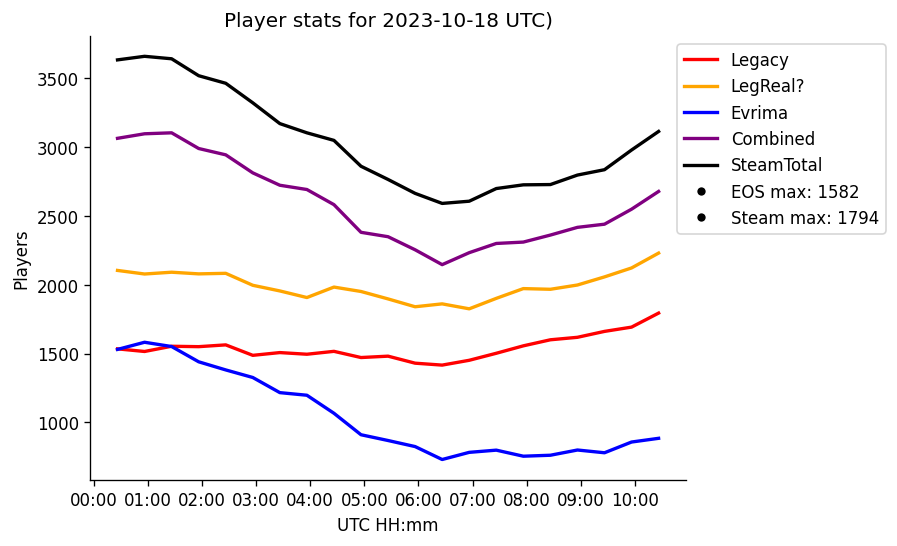 Player stats for 2023-10-18 UTC)
Players
3500
3000
2500
2000
1500
1000
00:00 01:00 02:00 03:00 04:00 05:00 06:00 07:00 08:00 09:00 10:00
UTC HH:mm
Legacy
LegReal?
Evrima
Combined
SteamTotal
EOS max: 1582
Steam max: 1794